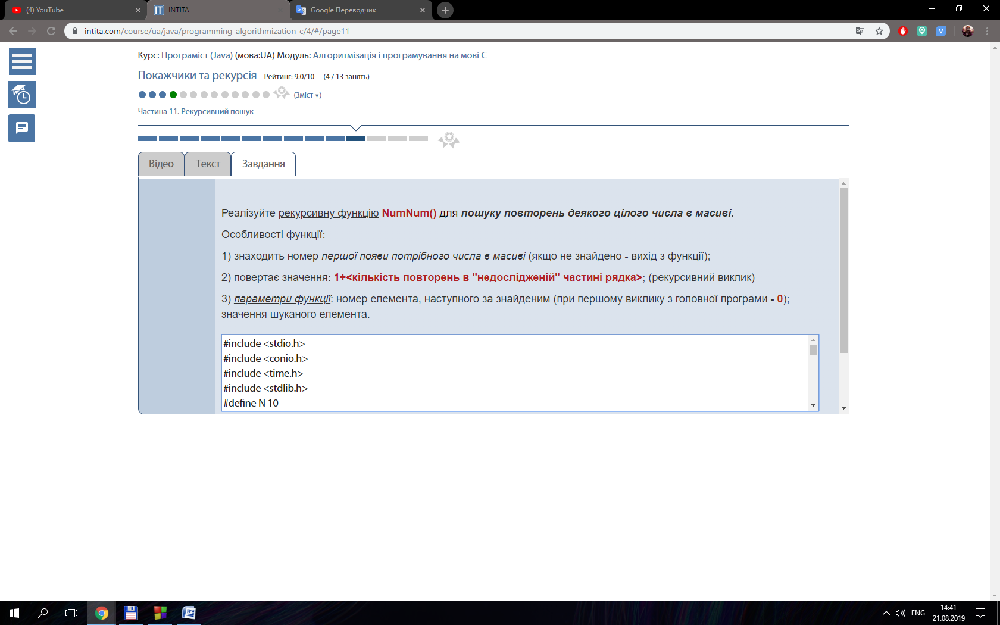 (4) YouTube
INTITA
Google Переводчик
intita.com/course/ua/java/programming_algorithmization_c/4/#/page11
Курс: Програміст (Java) (мова:UA) Модуль: Алгоритмізація і програмування на мові C
Покажчики та рекурсія Рейтинг: 9.0/10 (4 / 13 занять)
(Зміст ▼)
Частина 11. Рекурсивний пошук
Відео
Текст
Завдання
Реалізуйте рекурсивну функцію NumNum() для пошуку повторень деякого цілого числа в масиві.
Особливості функції:
1) знаходить номер першої появи потрібного числа в масиві (якщо не знайдено - вихід з функції);
2) повертає значення: 1+<кількість повторень в "недослідженій" частині рядка>; (рекурсивний виклик)
3) параметри функції: номер елемента, наступного за знайденим (при першому виклику з головної програми - 0);
значення шуканого елемента.
#include <stdio.h>
#include <conio.h>
#include <time.h>
#include <stdlib.h>
#define N 10
ENG
14:41
21.08.2019